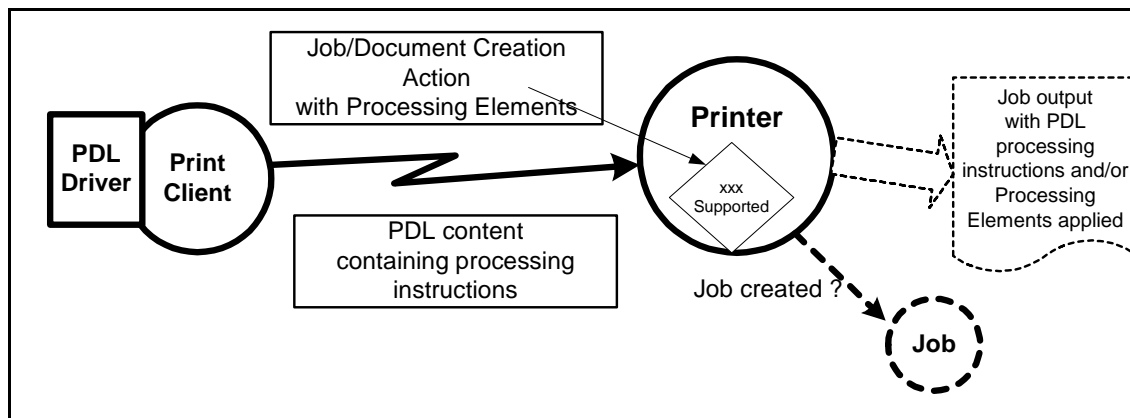 Job/Document Creation
Action
with Processing Elements
PDL
Driver
Print
Client
Printer
xxx
Supported
Job output
with PDL
processing
instructions and/or
Processing
Elements applied
PDL content
containing processing
instructions
Job created ?
Job